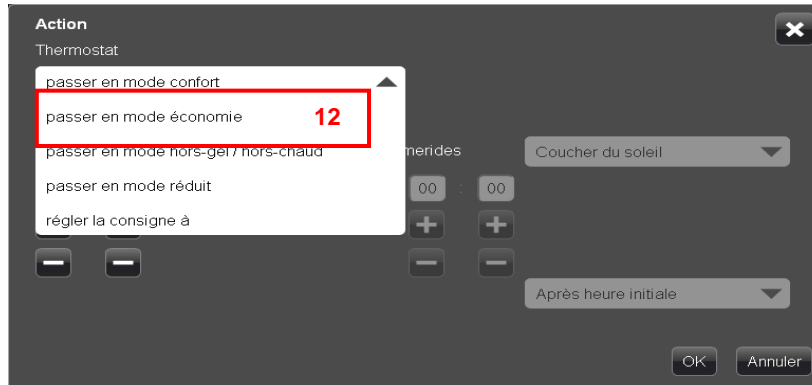 Action
Thermostat
passer en mode confort
passer en mode économie 12
passer en mode hors-gel / hors-chaud merides Coucher du soleil
passer en mode réduit 00 : 00
régler la consigne à
Après heure initiale
OK Annuler